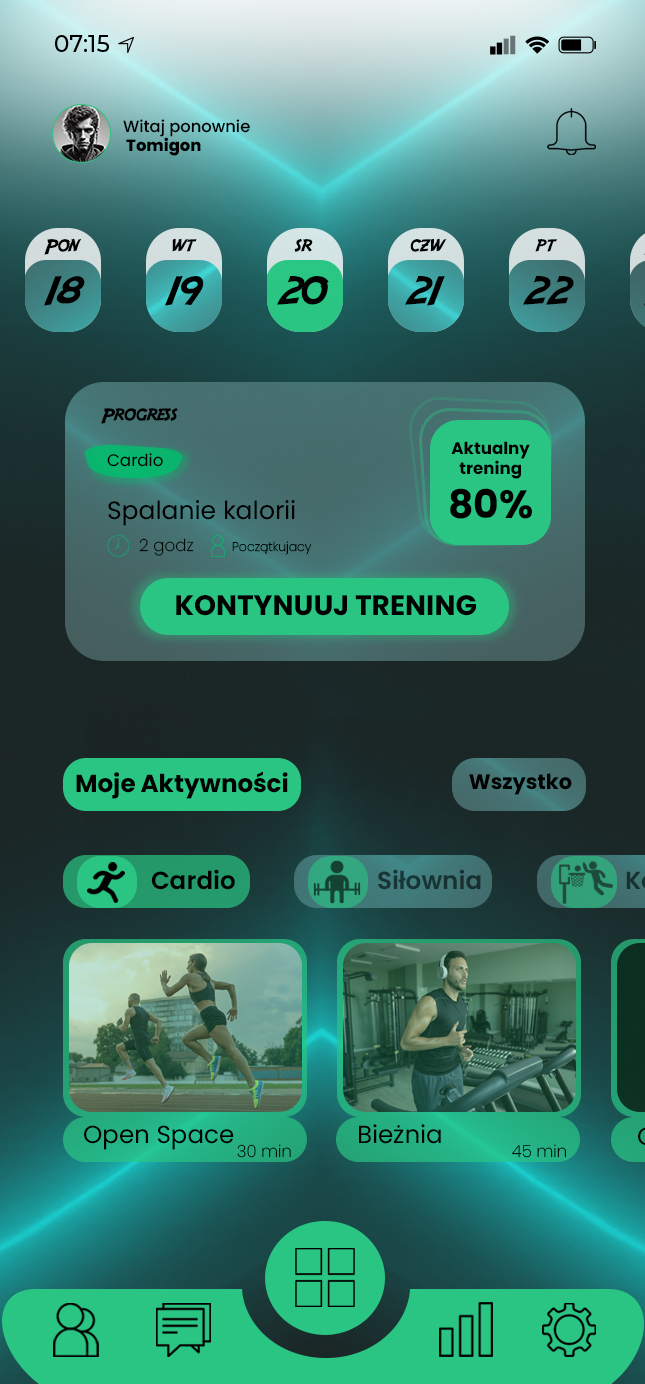 07:15
Witaj ponownie
Tomigon
PON WT SR CZW PT
18 19 20 21 22
PROGRESS
Cardio
Spalanie kalorii
2 godz Początkujacy
Aktualny
trening
80%
KONTYNUUJ TRENING
Moje Aktywności Wszystko
Cardio Siłownia
Open Space 30 min
Bieżnia 45 min